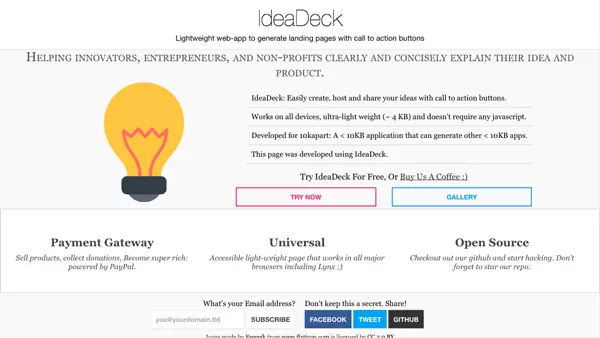 IdeaDeck
Lightweight web-app to generate landing pages with call to action buttons
Helping innovators, entrepreneurs, and non-profits clearly and concisely explain their idea and
product.
IdeaDeck: Easily create, host and share your ideas with call to action buttons.
Works on all devices, ultra-light weight (~ 4 KB) and doesn't require any javascript.
Developed for 10kapart: A < 10KB application that can generate other < 10KB apps.
This page was developed using IdeaDeck.
Try IdeaDeck For Free, Or Buy Us A Coffee :)
TRY NOW
GALLERY
Payment Gateway
Sell products, collect donations, Become super rich:
powered by PayPal.
Universal
Accessible light-weight page that works in all major
browsers including Lynx ;)
Open Source
Checkout out our github and start hacking. Don't
forget to star our repo.
What's your Email address?
you@yourdomain.tld
SUBSCRIBE
Don't keep this a secret. Share!
FACEBOOK
TWEET
GITHUB
Icons made by Freepik from www.flaticon.com is licensed by CC 3.0 BY